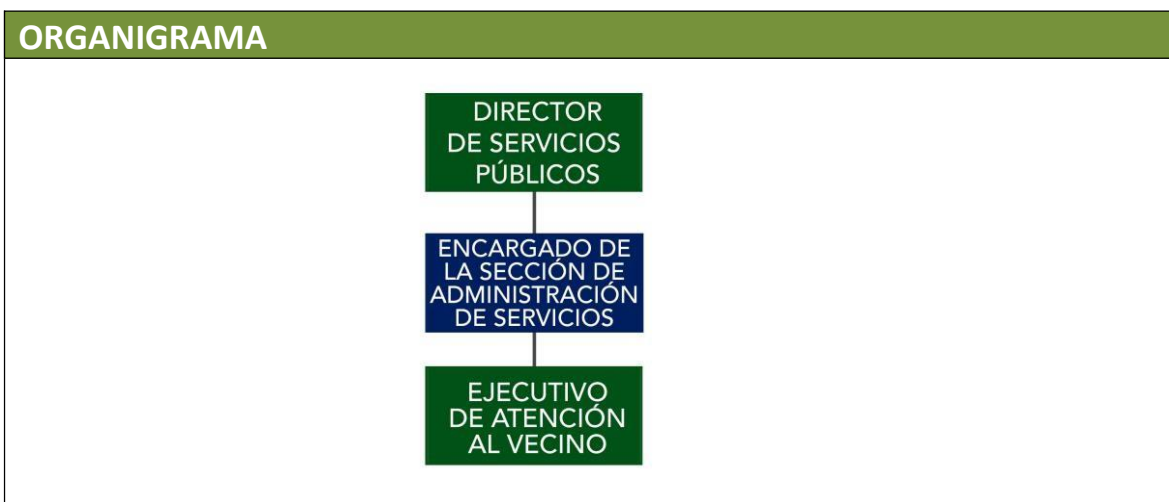 ORGANIGRAMA
DIRECTOR
DE SERVICIOS
PÚBLICOS
ENCARGADO DE
LA SECCIÓN DE
ADMINISTRACIÓN
DE SERVICIOS
EJECUTIVO
DE ATENCIÓN
AL VECINO